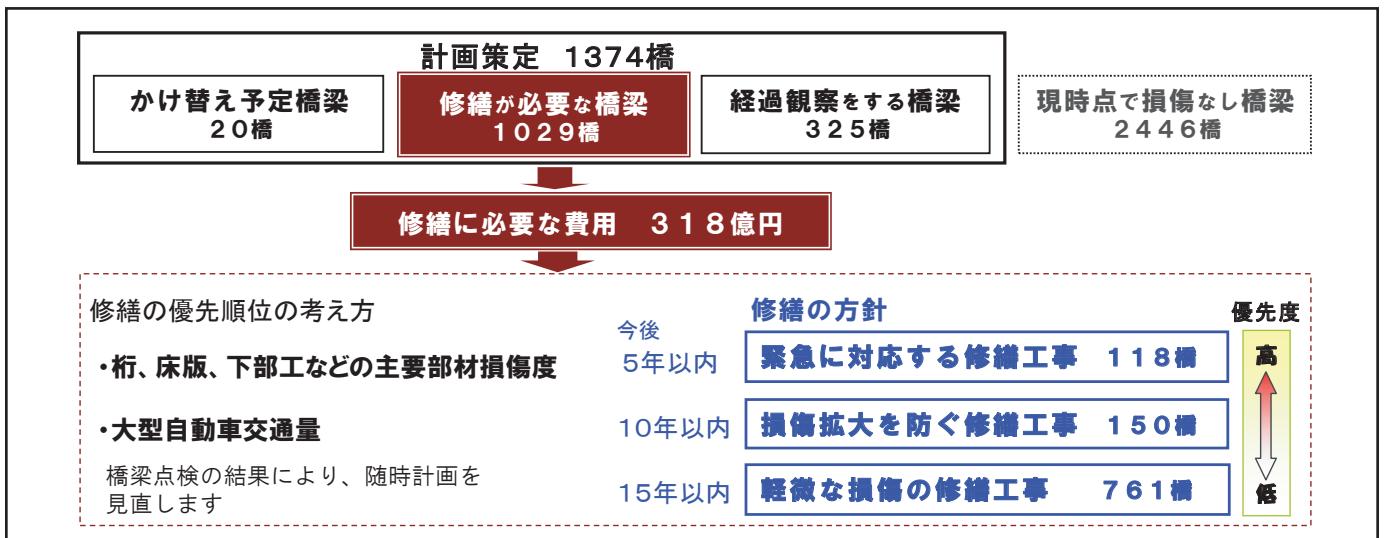 計画策定 1374橋
かけ替え予定橋梁
20橋
修繕が必要な橋梁
1029橋
経過観察をする橋梁
325橋
現時点で損傷なし橋梁
2446橋
修繕に必要な費用 318億円
修繕の優先順位の考え方
・桁、床版、下部工などの主要部材損傷度
・大型自動車交通量
橋梁点検の結果により、随時計画を
見直します
修繕の方針
優先度
今後
5年以内
緊急に対応する修繕工事 118橋
高
10年以内
損傷拡大を防ぐ修繕工事 150橋
15年以内
軽微な損傷の修繕工事 761橋
低